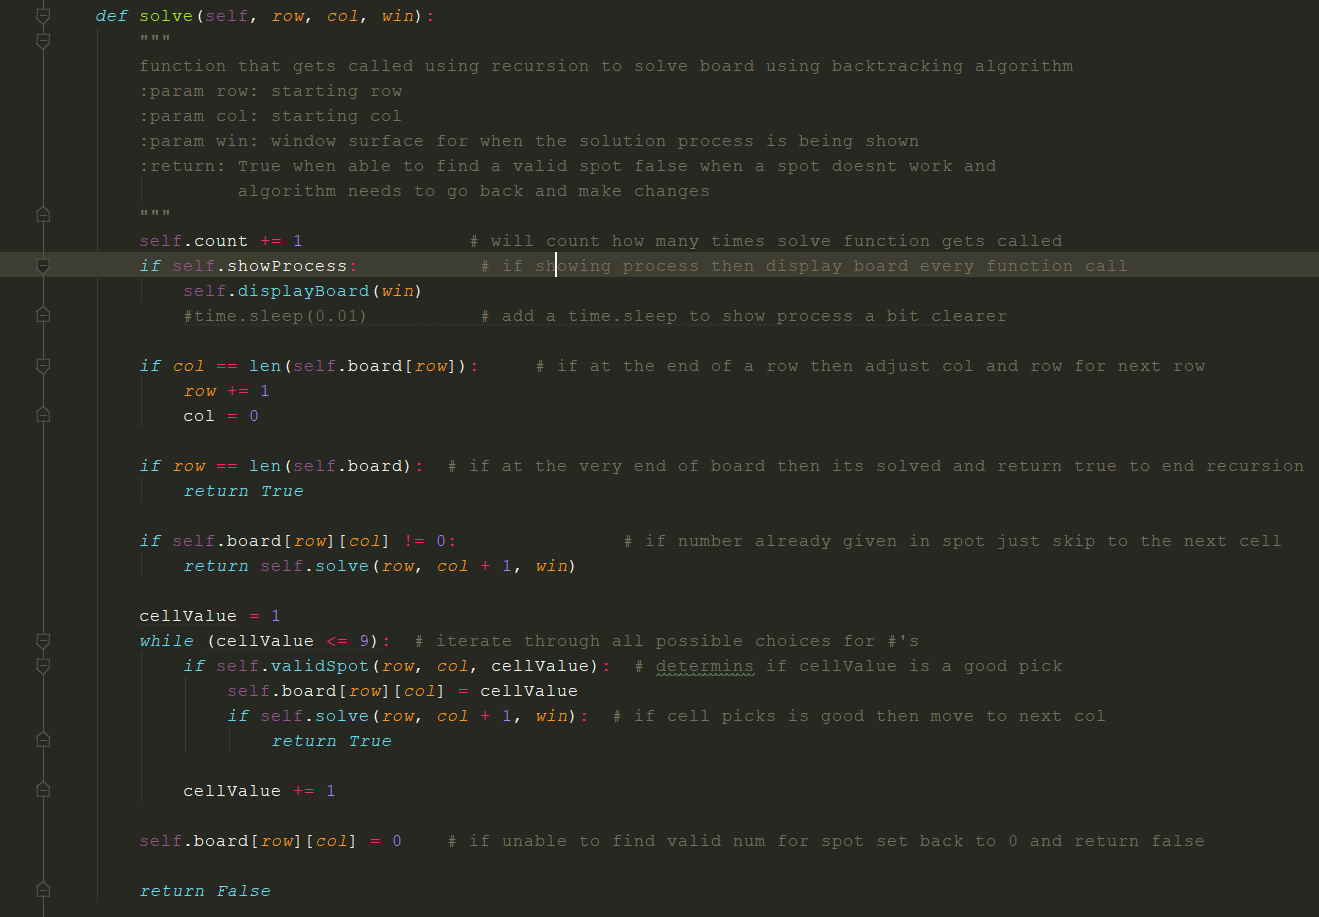 def solve(self, row, col, win):
"""
function that gets called using recursion to solve board using backtracking algorithm
:param row: starting row
:param col: starting col
:param win: window surface for when the solution process is being shown
:return: True when able to find a valid spot false when a spot doesnt work and
algorithm needs to go back and make changes
"""
self.count += 1 # will count how many times solve function gets called
if self.showProcess: # if showing process then display board every function call
self.displayBoard(win)
#time.sleep(0.01) # add a time.sleep to show process a bit clearer
if col == len(self.board[row]): # if at the end of a row then adjust col and row for next row
row += 1
col = 0
if row == len(self.board): # if at the very end of board then its solved and return true to end recursion
return True
if self.board[row][col] != 0: # if number already given in spot just skip to the next cell
return self.solve(row, col + 1, win)
cellValue = 1
while (cellValue <= 9): # iterate through all possible choices for #'s
if self.validSpot(row, col, cellValue): # determins if cellValue is a good pick
self.board[row][col] = cellValue
if self.solve(row, col + 1, win): # if cell picks is good then move to next col
return True
cellValue += 1
self.board[row][col] = 0 # if unable to find valid num for spot set back to 0 and return false
return False